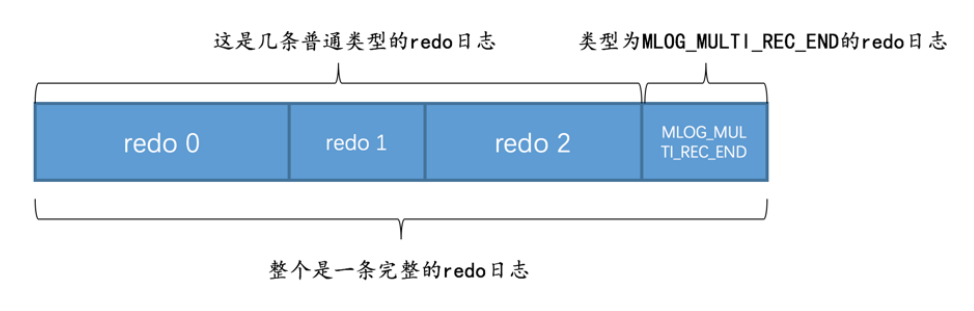 这是几条普通类型的redo日志
类型为MLOG_MULTI_REC_END的redo日志
redo 0
redo 1
redo 2
MLOG_MUL
TI_REC_END
整个是一条完整的redo日志